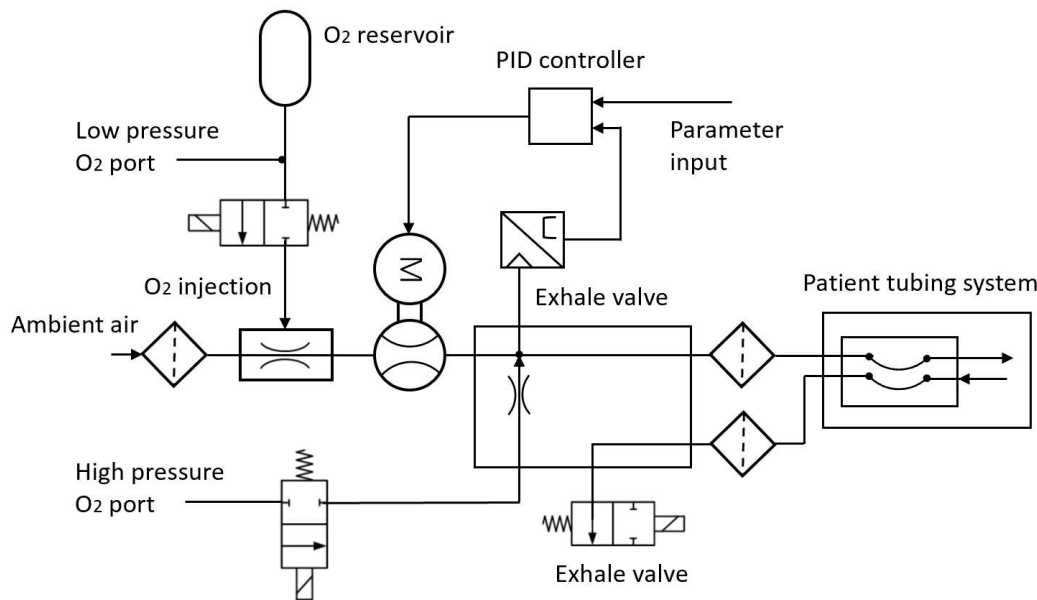 O2 reservoir
PID controller
Low pressure
O2 port
Parameter
input
O2 injection
M
Exhale valve
Patient tubing system
Ambient air
High pressure
O2 port
Exhale valve